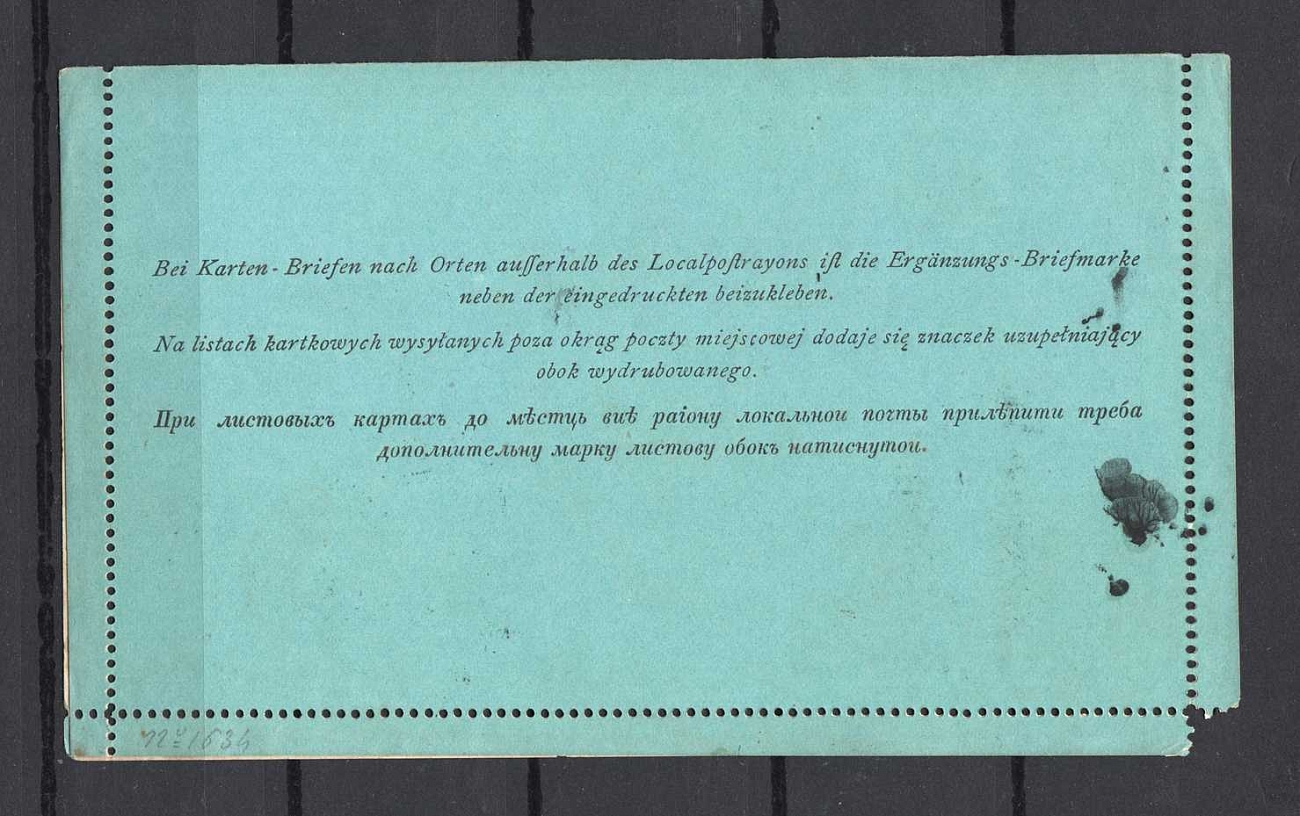 Bei Karten-Briefen nach Orten auſſerhalb des Localpoſtrayons iſt die Ergänzungs-Briefmarke
neben der eingedruckten beizukleben.
Na listach kartkowych wysyłanych poza okrąg poczty miejscowej dodaje się znaczek uzupełniający
obok wydrubowanego.
При листовыхъ картахъ до мѣстць внѣ раіону локальнои почты прилѣпити треба
дополнительну марку листову обокъ натиснутои.